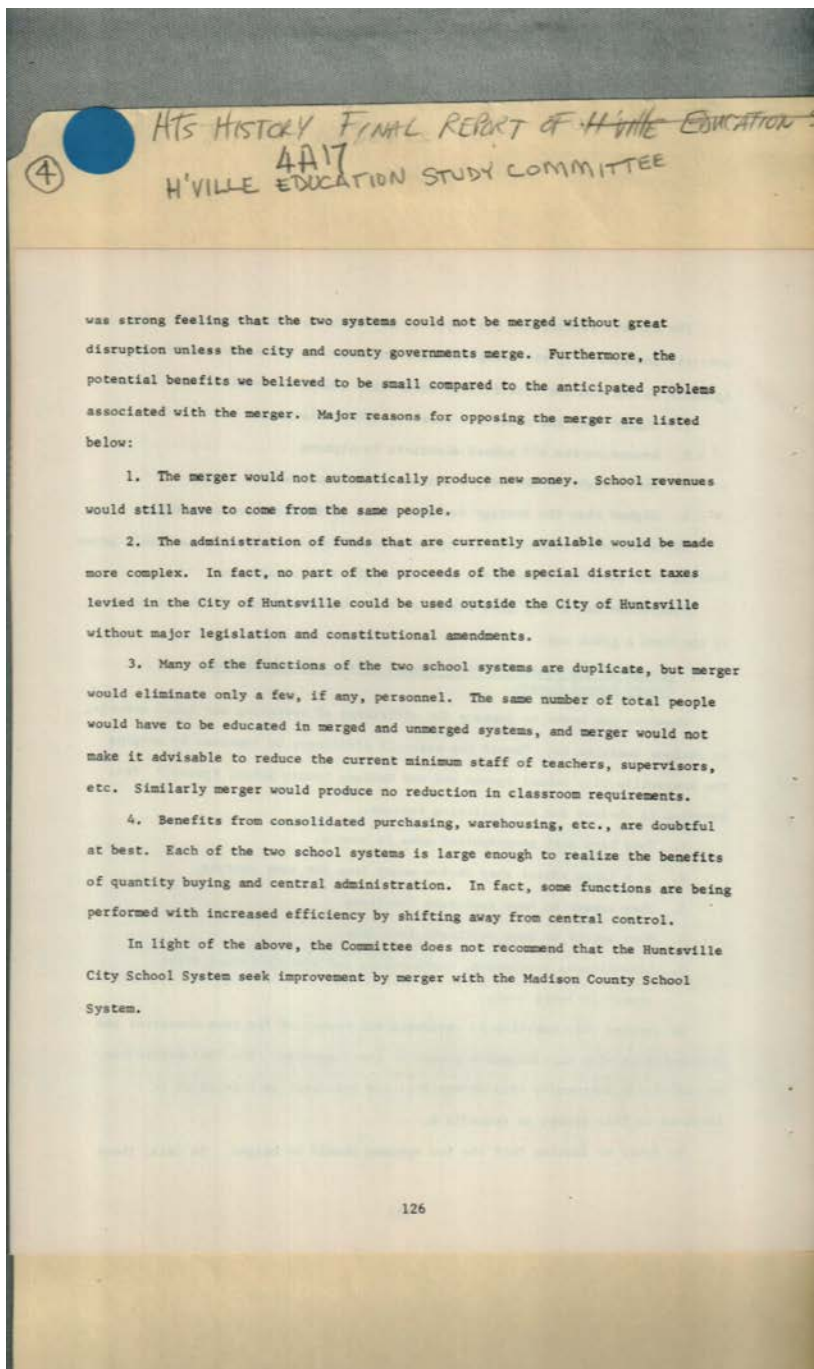 HTS HISTORY FINAL REPORT OF H'VILLE EDUCATION
4A17
④ H'VILLE EDUCATION STUDY COMMITTEE
was strong feeling that the two systems could not be merged without great
disruption unless the city and county governments merge. Furthermore, the
potential benefits we believed to be small compared to the anticipated problems
associated with the merger. Major reasons for opposing the merger are listed
below:
1. The merger would not automatically produce new money. School revenues
would still have to come from the same people.
2. The administration of funds that are currently available would be made
more complex. In fact, no part of the proceeds of the special district taxes
levied in the City of Huntsville could be used outside the City of Huntsville
without major legislation and constitutional amendments.
3. Many of the functions of the two school systems are duplicate, but merger
would eliminate only a few, if any, personnel. The same number of total people
would have to be educated in merged and unmerged systems, and merger would not
make it advisable to reduce the current minimum staff of teachers, supervisors,
etc. Similarly merger would produce no reduction in classroom requirements.
4. Benefits from consolidated purchasing, warehousing, etc., are doubtful
at best. Each of the two school systems is large enough to realize the benefits
of quantity buying and central administration. In fact, some functions are being
performed with increased efficiency by shifting away from central control.
In light of the above, the Committee does not recommend that the Huntsville
City School System seek improvement by merger with the Madison County School
System.
126